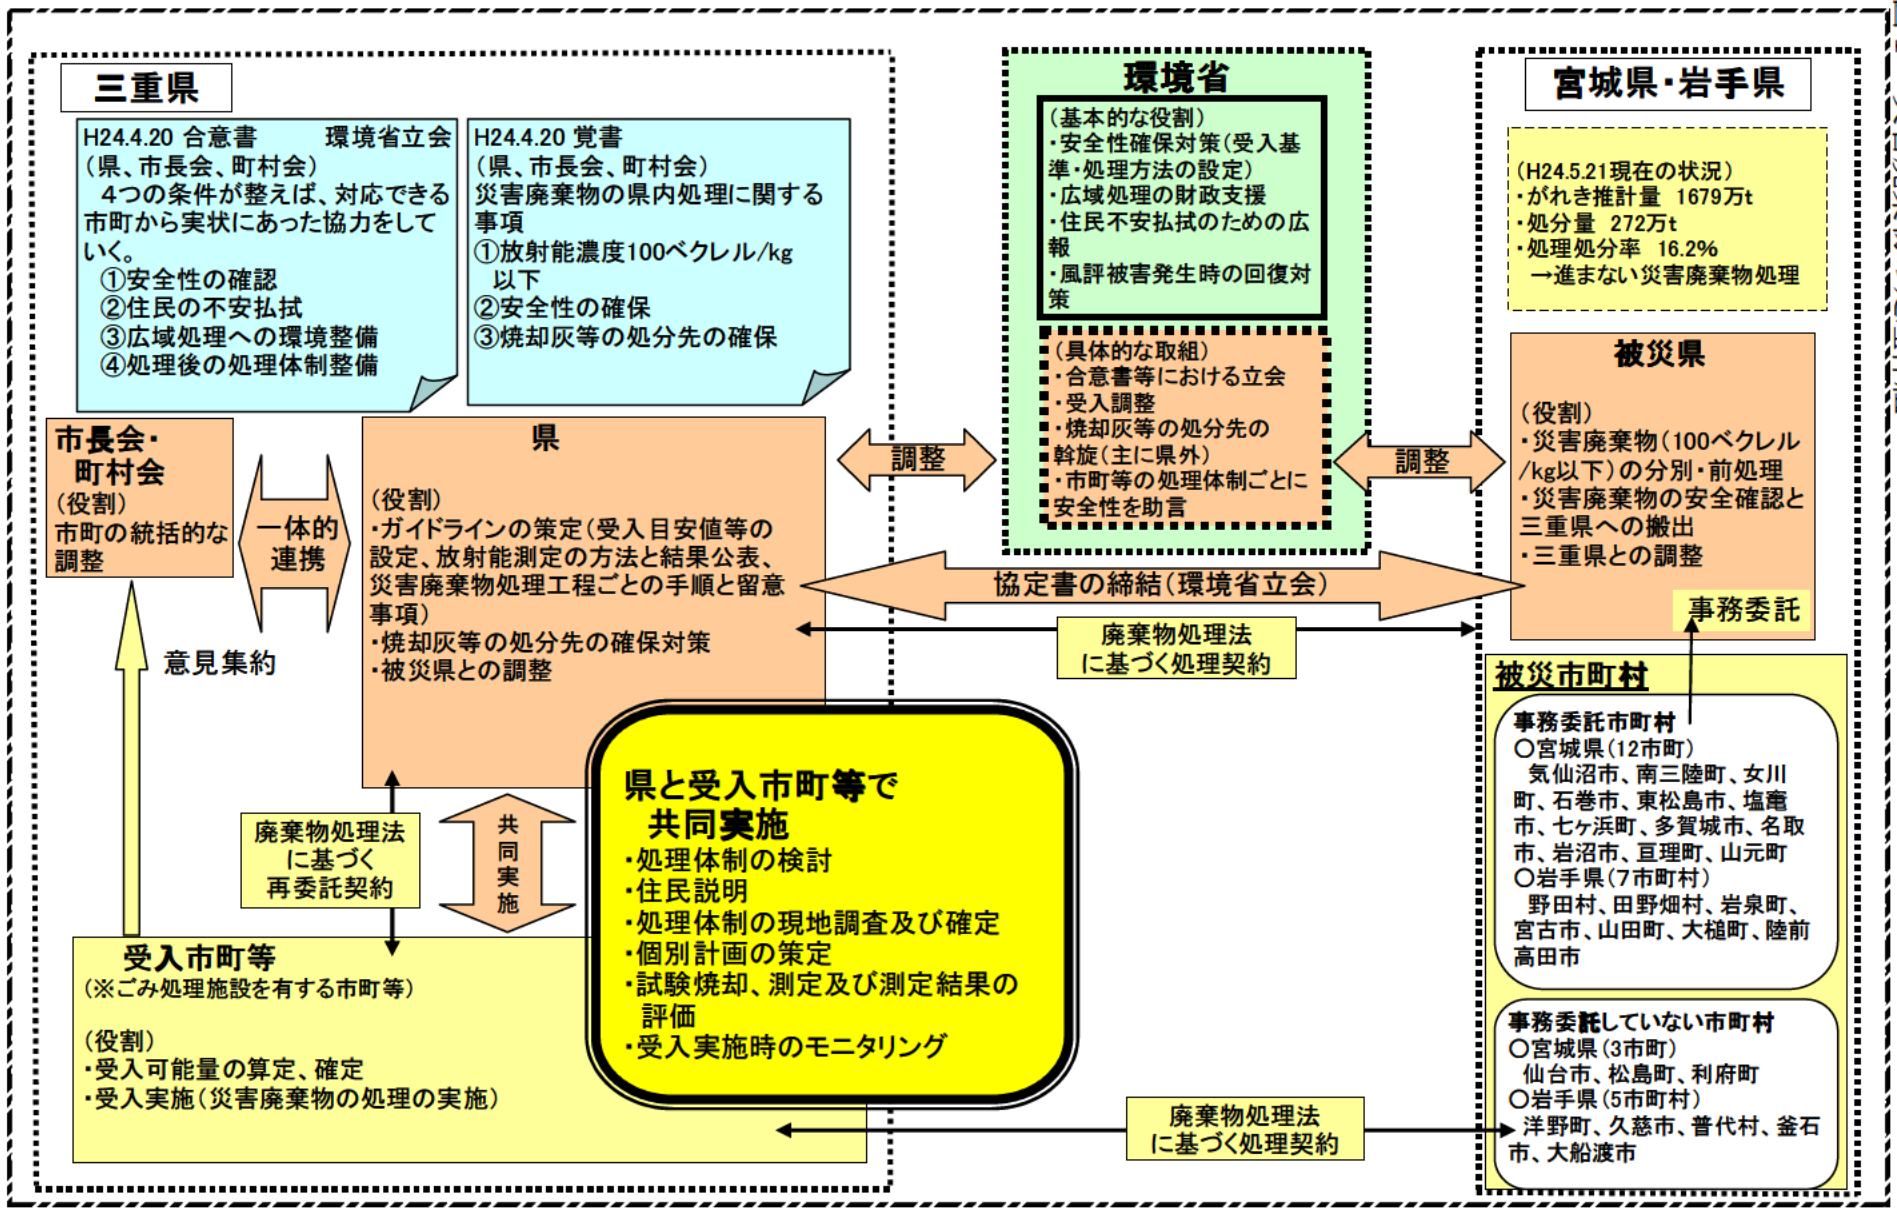 三重県
H24.4.20 合意書　　　環境省立会
（県、市長会、町村会）
４つの条件が整えば、対応できる
市町から実状にあった協力をして
いく。
①安全性の確認
②住民の不安払拭
③広域処理への環境整備
④処理後の処理体制整備
H24.4.20 覚書
（県、市長会、町村会）
災害廃棄物の県内処理に関する
事項
①放射能濃度100ベクレル/kg
以下
②安全性の確保
③焼却灰等の処分先の確保
市長会・
町村会
（役割）
市町の統括的な
調整
一体的
連携
県
（役割）
・ガイドラインの策定（受入目安値等の
設定、放射能測定の方法と結果公表、
災害廃棄物処理工程ごとの手順と留意
事項）
・焼却灰等の処分先の確保対策
・被災県との調整
意見集約
廃棄物処理法
に基づく
再委託契約
共
同
実
施
受入市町等
（※ごみ処理施設を有する市町等）
（役割）
・受入可能量の算定、確定
・受入実施（災害廃棄物の処理の実施）
県と受入市町等で
共同実施
・処理体制の検討
・住民説明
・処理体制の現地調査及び確定
・個別計画の策定
・試験焼却、測定及び測定結果の
評価
・受入実施時のモニタリング
調整
環境省
（基本的な役割）
・安全性確保対策（受入基
準・処理方法の設定）
・広域処理の財政支援
・住民不安払拭のための広
報
・風評被害発生時の回復対
策
（具体的な取組）
・合意書等における立会
・受入調整
・焼却灰等の処分先の
斡旋（主に県外）
・市町等の処理体制ごとに
安全性を助言
調整
協定書の締結（環境省立会）
廃棄物処理法
に基づく処理契約
宮城県・岩手県
（H24.5.21現在の状況）
・がれき推計量 1679万t
・処分量 272万t
・処理処分率 16.2%
→進まない災害廃棄物処理
被災県
（役割）
・災害廃棄物（100ベクレル
/kg以下）の分別・前処理
・災害廃棄物の安全確認と
三重県への搬出
・三重県との調整
事務委託
被災市町村
事務委託市町村
○宮城県（12市町）
気仙沼市、南三陸町、女川
町、石巻市、東松島市、塩竈
市、七ヶ浜町、多賀城市、名取
市、岩沼市、亘理町、山元町
○岩手県（７市町村）
野田村、田野畑村、岩泉町、
宮古市、山田町、大槌町、陸前
高田市
事務委託していない市町村
○宮城県（3市町）
仙台市、松島町、利府町
○岩手県（5市町村）
洋野町、久慈市、普代村、釜石
市、大船渡市
廃棄物処理法
に基づく処理契約